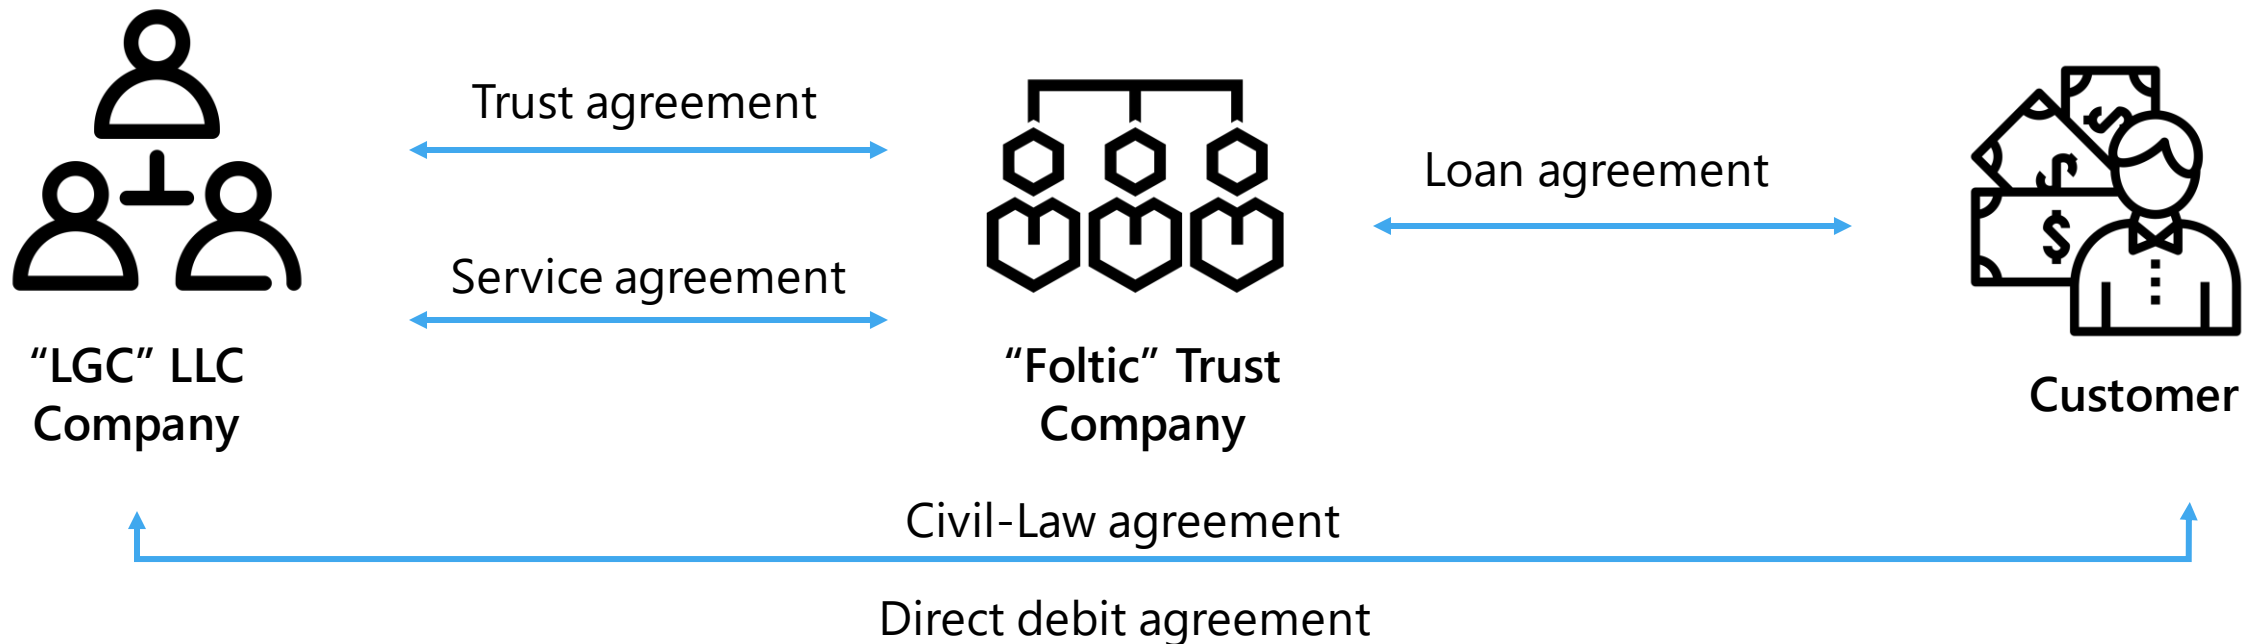 Trust agreement
Loan agreement
Service agreement
“LGC” LLC
Company
“Foltic” Trust
Company
Customer
Civil-Law agreement
Direct debit agreement